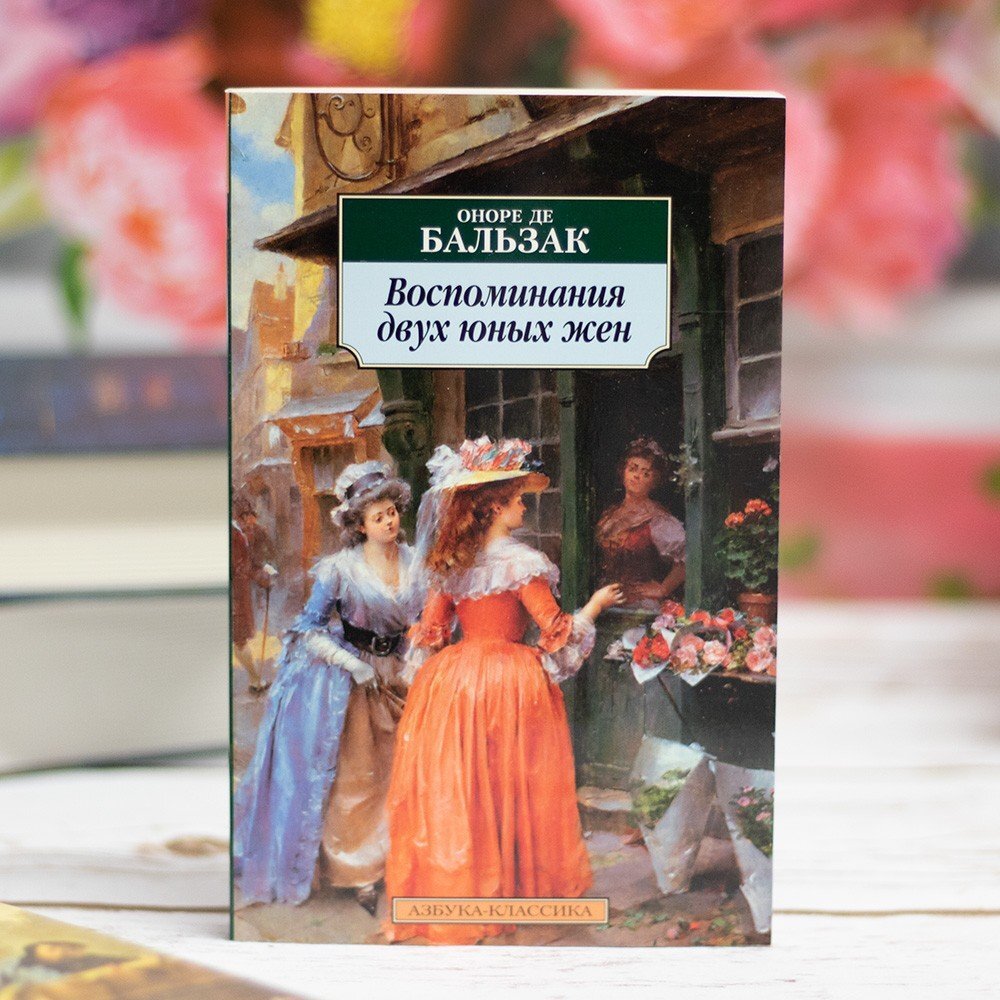 ОНОРЕ ДЕ
БАЛЬЗАК
Воспоминания
двух юных жен
АЗБУКА-КЛАССИКА